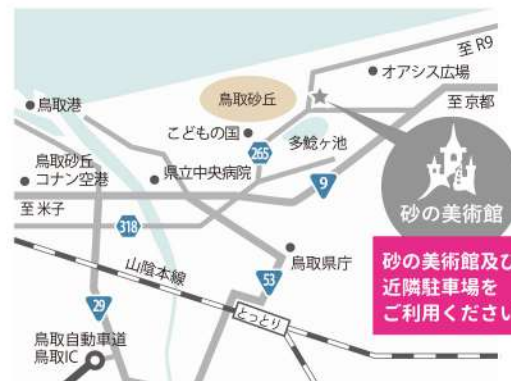 至 R9
オアシス広場
鳥取砂丘
至京都
鳥取港
こどもの国
多鯰ヶ池
265
鳥取砂丘
コナン空港
県立中央病院
9
砂の美術館
至 米子
318
鳥取県庁
砂の美術館及び
近隣駐車場を
ご利用ください
山陰本線
53
とっとり
29
鳥取自動車道
鳥取IC